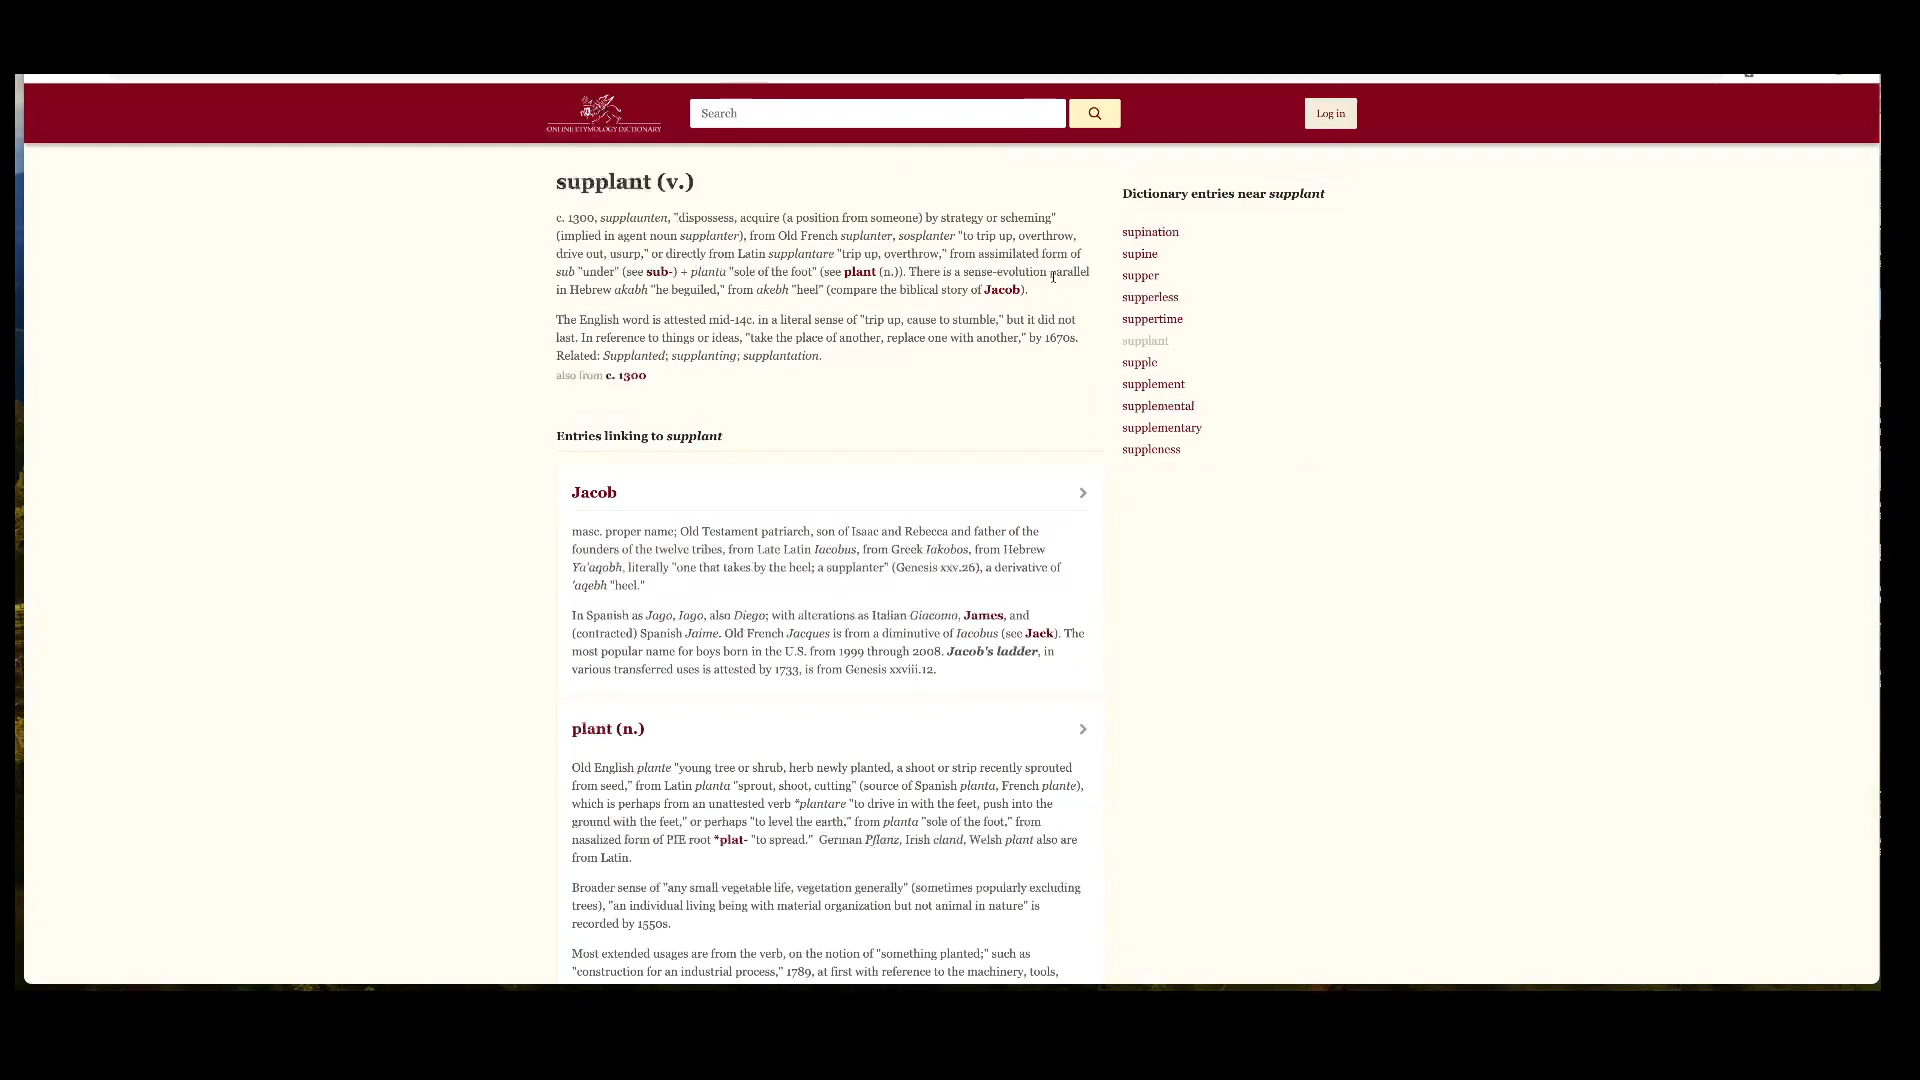 ONLINE ETYMOLOGY DICTIONARY
Search
Log in
supplant (v.)
c. 1300, supplaunten, "dispossess, acquire (a position from someone) by strategy or scheming"
(implied in agent noun supplanter), from Old French suplanter, sosplanter "to trip up, overthrow,
drive out, usurp," or directly from Latin supplantare "trip up, overthrow," from assimilated form of
sub "under" (see sub-) + planta "sole of the foot" (see plant (n.)). There is a sense-evolution parallel
in Hebrew akabh "he beguiled," from akebh "heel" (compare the biblical story of Jacob).
The English word is attested mid-14c. in a literal sense of "trip up, cause to stumble," but it did not
last. In reference to things or ideas, "take the place of another, replace one with another," by 1670s.
Related: Supplanted; supplanting; supplantation.
also from c. 1300
Entries linking to supplant
Jacob
masc. proper name; Old Testament patriarch, son of Isaac and Rebecca and father of the
founders of the twelve tribes, from Late Latin Iacobus, from Greek Iakobos, from Hebrew
Ya'aqobh, literally "one that takes by the heel; a supplanter" (Genesis xxv.26), a derivative of
'aqebh "heel."
In Spanish as Jago, Iago, also Diego; with alterations as Italian Giacomo, James, and
(contracted) Spanish Jaime. Old French Jacques is from a diminutive of Iacobus (see Jack). The
most popular name for boys born in the U.S. from 1999 through 2008. Jacob's ladder, in
various transferred uses is attested by 1733, is from Genesis xxviii.12.
plant (n.)
Old English plante "young tree or shrub, herb newly planted, a shoot or strip recently sprouted
from seed," from Latin planta "sprout, shoot, cutting" (source of Spanish planta, French plante),
which is perhaps from an unattested verb *plantare "to drive in with the feet, push into the
ground with the feet," or perhaps "to level the earth," from planta "sole of the foot," from
nasalized form of PIE root *plat- "to spread." German Pflanz, Irish cland, Welsh plant also are
from Latin.
Broader sense of "any small vegetable life, vegetation generally" (sometimes popularly excluding
trees), "an individual living being with material organization but not animal in nature" is
recorded by 1550s.
Most extended usages are from the verb, on the notion of "something planted;" such as
"construction for an industrial process," 1789, at first with reference to the machinery, tools,
Dictionary entries near supplant
supination
supine
supper
supperless
suppertime
supplant
supple
supplement
supplemental
supplementary
suppleness